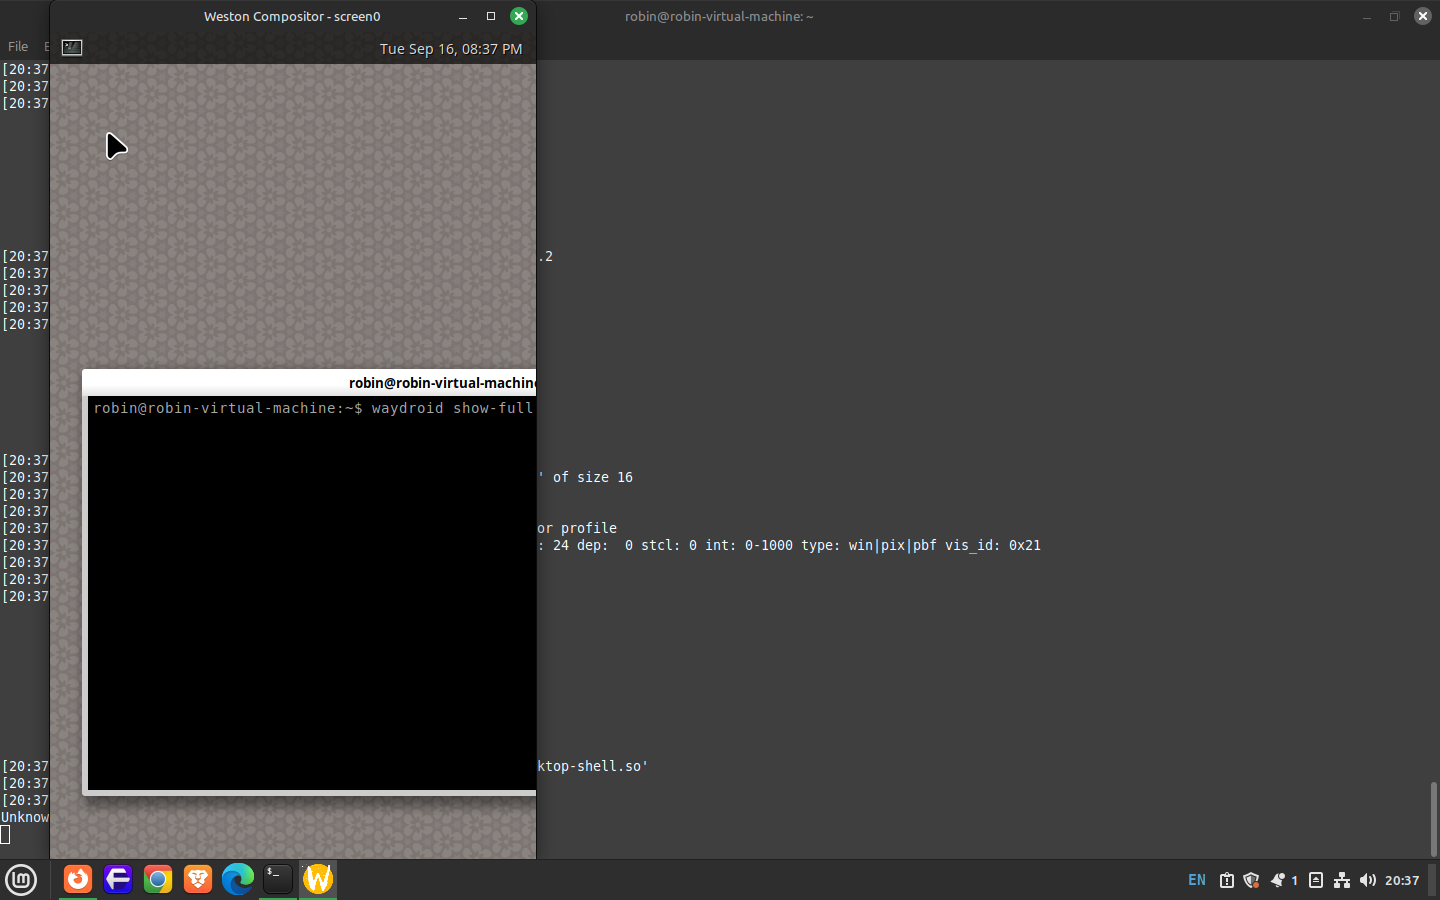 Weston Compositor - screen0
robin@robin-virtual-machine: ~
File
Tue Sep 16, 08:37 PM
[20:37
[20:37
[20:37
[20:37 .2
[20:37
[20:37
[20:37
[20:37
robin@robin-virtual-machine
robin@robin-virtual-machine:~$ waydroid show-full
[20:37
[20:37 ' of size 16
[20:37
[20:37
[20:37 or profile
[20:37 : 24 dep:  0 stcl: 0 int: 0-1000 type: win|pix|pbf vis_id: 0x21
[20:37
[20:37
[20:37
[20:37 ktop-shell.so'
[20:37
[20:37
Unknow
EN 1 20:37